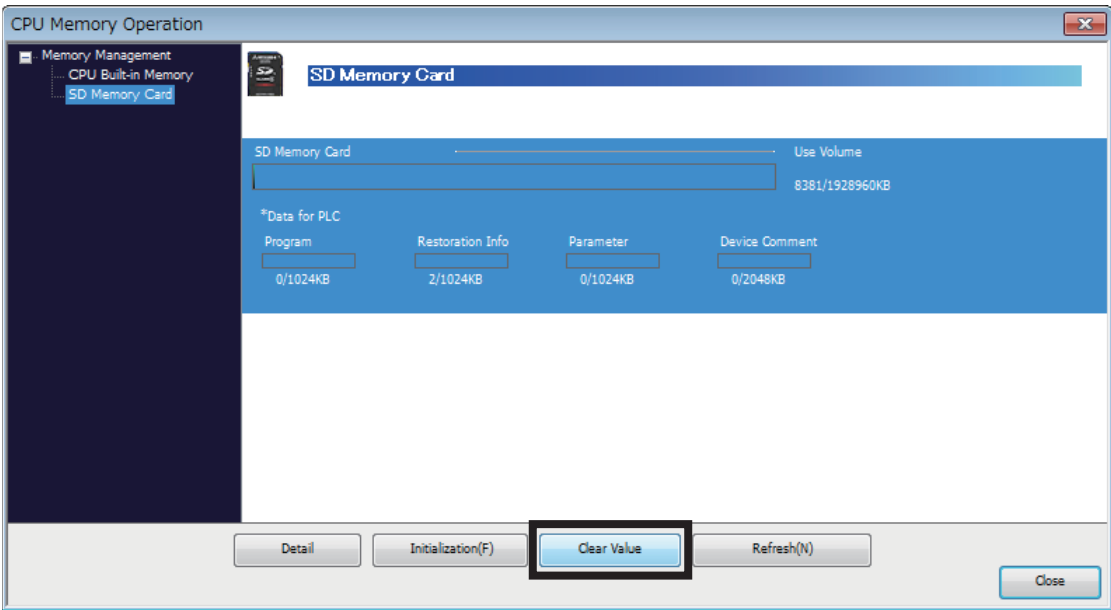 CPU Memory Operation
Memory Management
CPU Built-in Memory
SD Memory Card
SD Memory Card
SD Memory Card
Use Volume
8381/1928960KB
*Data for PLC
Program Restoration Info Parameter Device Comment
0/1024KB 2/1024KB 0/1024KB 0/2048KB
Detail Initialization(F) Clear Value Refresh(N)
Close